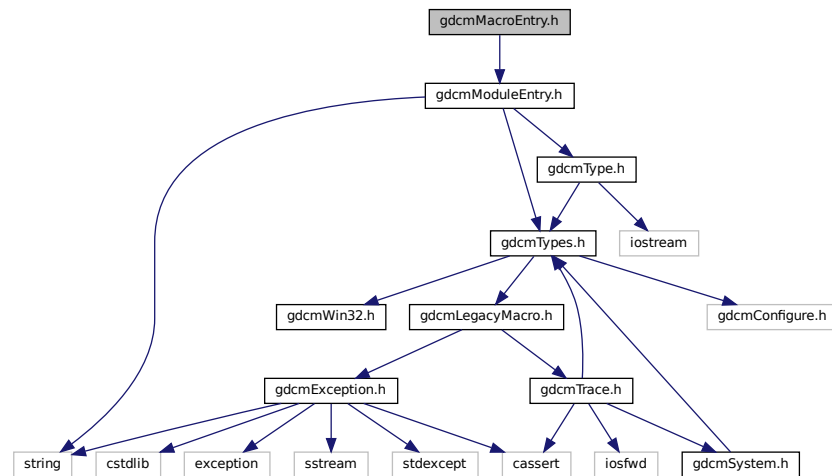 gdcmMacroEntry.h
gdcmModuleEntry.h
gdcmType.h
gdcmTypes.h
iostream
gdcmWin32.h
gdcmLegacyMacro.h
gdcmConfigure.h
gdcmException.h
gdcmTrace.h
string
cstdlib
exception
sstream
stdexcept
cassert
iosfwd
gdcmSystem.h